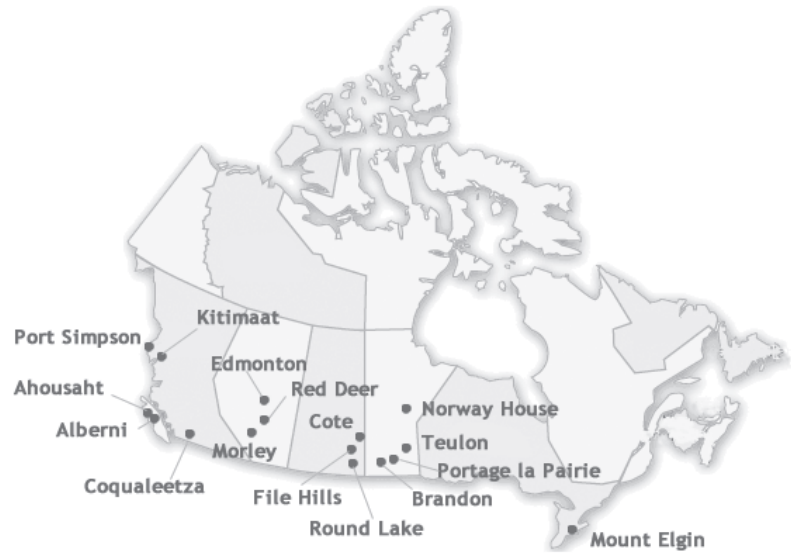 Kitimaat
Port Simpson
Edmonton
Ahousaht
Red Deer
Norway House
Cote
Alberni
Teulon
Morley
Portage la Pairie
Coqualeetza
File Hills
Brandon
Round Lake
Mount Elgin